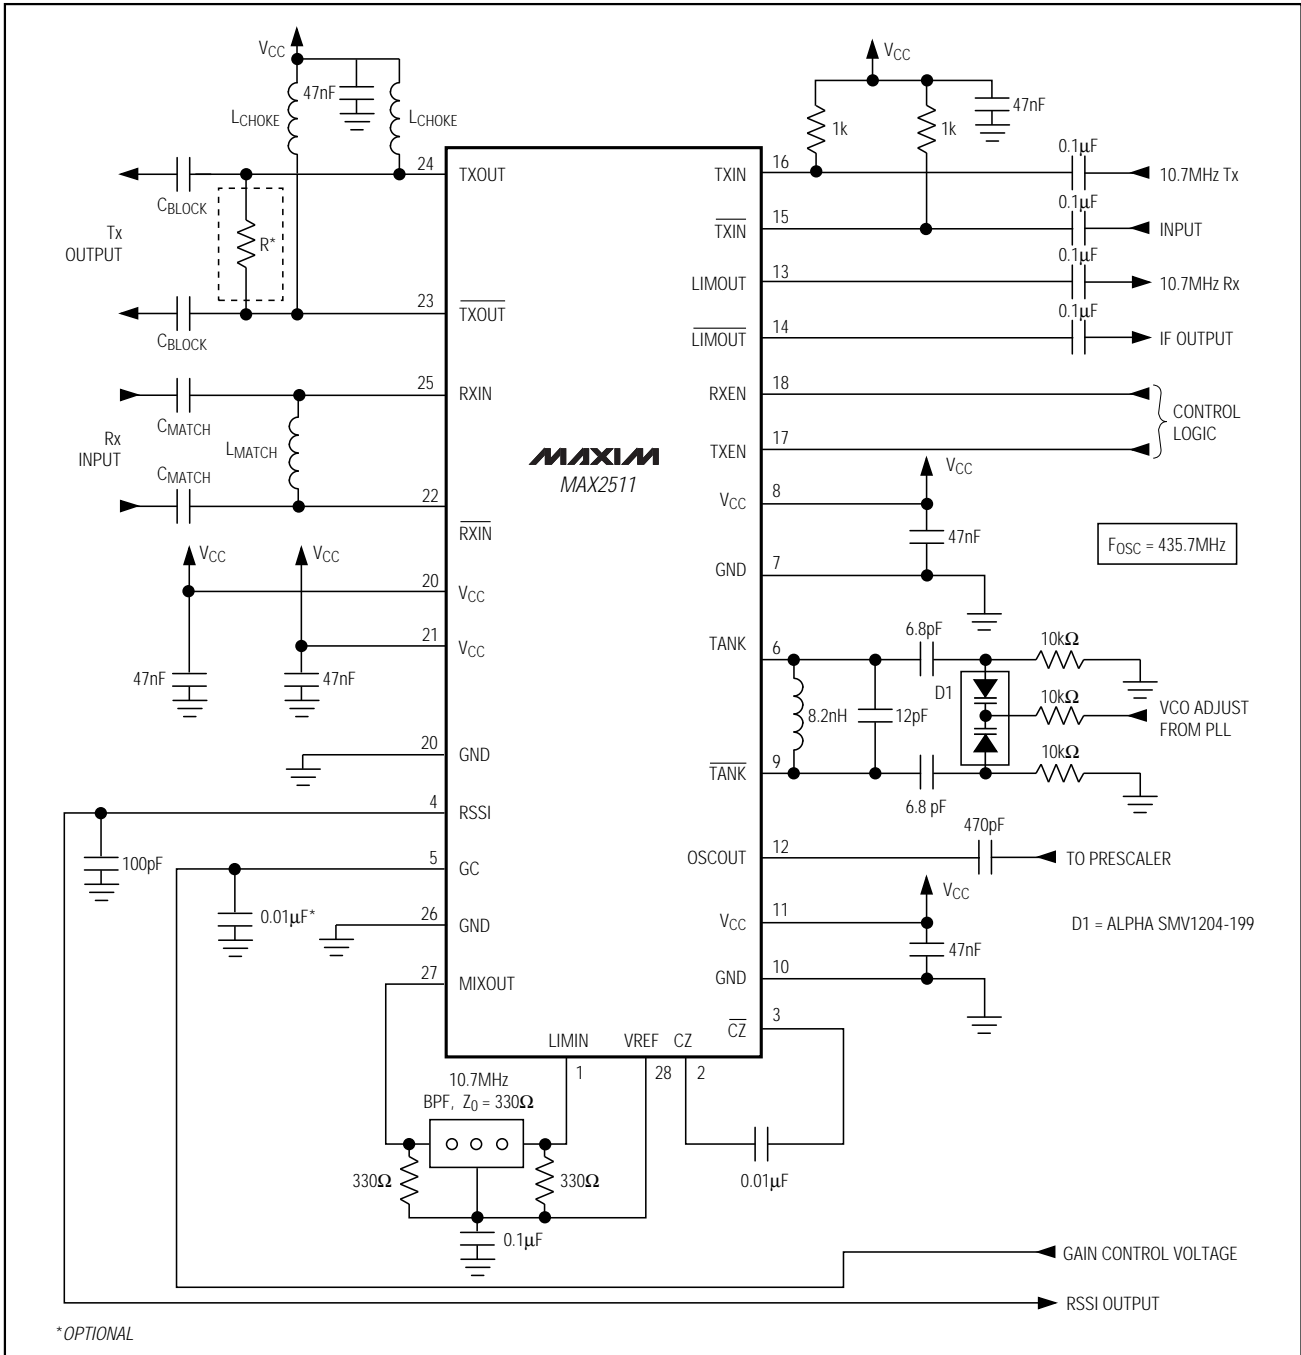 VCC
47nF
LCHOKE
LCHOKE
24
TXOUT
CBLOCK
Tx
OUTPUT
R*
23
TXOUT
CBLOCK
25
RXIN
CMATCH
Rx
INPUT
LMATCH
CMATCH
22
RXIN
VCC
VCC
20
VCC
21
VCC
47nF
47nF
20
GND
4
RSSI
100pF
5
GC
0.01µF*
26
GND
27
MIXOUT
MAXIM
MAX2511
VCC
1k
1k
47nF
16
TXIN
0.1µF
10.7MHz Tx
15
TXIN
0.1µF
INPUT
13
LIMOUT
0.1µF
10.7MHz Rx
14
LIMOUT
0.1µF
IF OUTPUT
18
RXEN
17
TXEN
CONTROL
LOGIC
VCC
8
VCC
47nF
7
GND
FOSC = 435.7MHz
6
TANK
6.8pF
10kΩ
8.2nH
12pF
D1
10kΩ
VCO ADJUST
FROM PLL
9
TANK
6.8 pF
10kΩ
12
OSCOUT
470pF
TO PRESCALER
VCC
11
VCC
47nF
D1 = ALPHA SMV1204-199
10
GND
3
CZ
LIMIN
VREF
CZ
1
28
2
10.7MHz
BPF, Z0 = 330Ω
330Ω
330Ω
0.1µF
0.01µF
GAIN CONTROL VOLTAGE
RSSI OUTPUT
*OPTIONAL